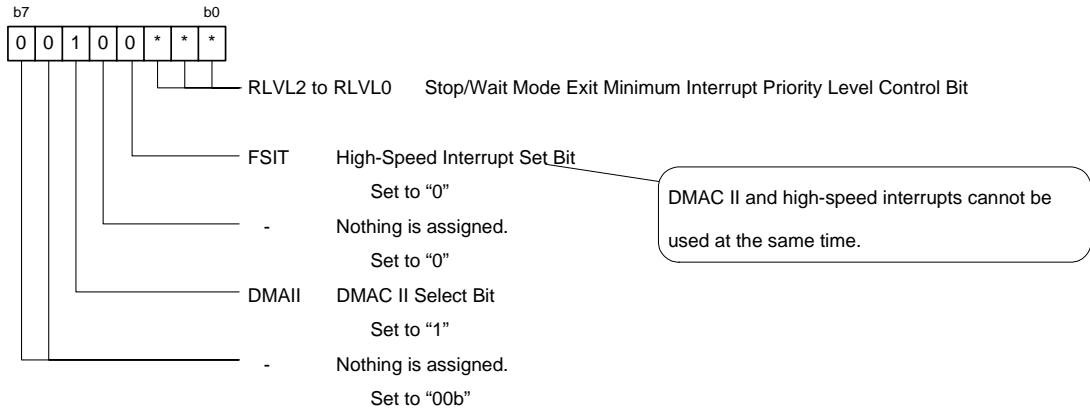 b7 b0
0 0 1 0 0 * * *
RLVL2 to RLVL0 Stop/Wait Mode Exit Minimum Interrupt Priority Level Control Bit
FSIT High-Speed Interrupt Set Bit
Set to “0”
DMAC II and high-speed interrupts cannot be
used at the same time.
- Nothing is assigned.
Set to “0”
DMAII DMAC II Select Bit
Set to “1”
- Nothing is assigned.
Set to “00b”